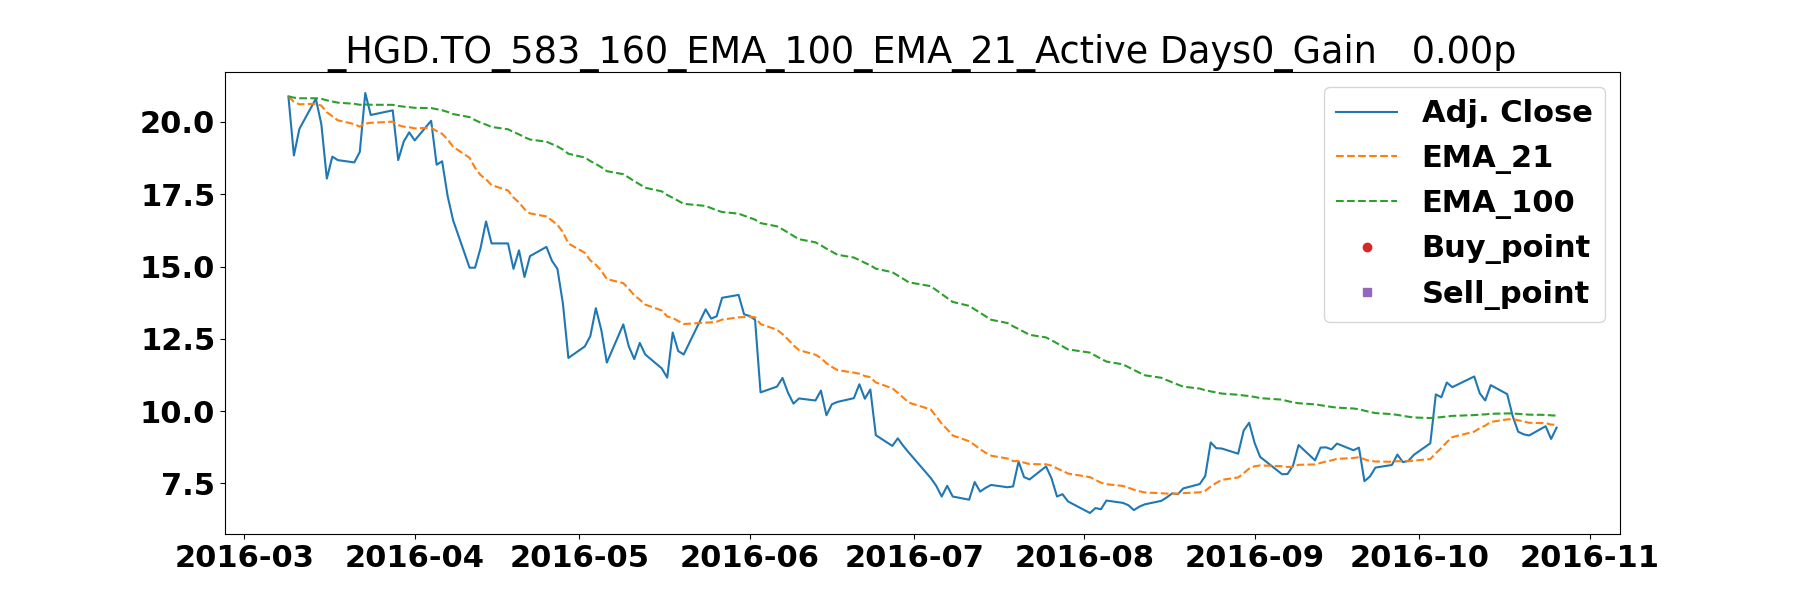 _HGD.TO_583_160_EMA_100_EMA_21_Active Days0_Gain   0.00p
20.0
17.5
15.0
12.5
10.0
7.5
2016-03 2016-04 2016-05 2016-06 2016-07 2016-08 2016-09 2016-10 2016-11
Adj. Close
EMA_21
EMA_100
Buy_point
Sell_point